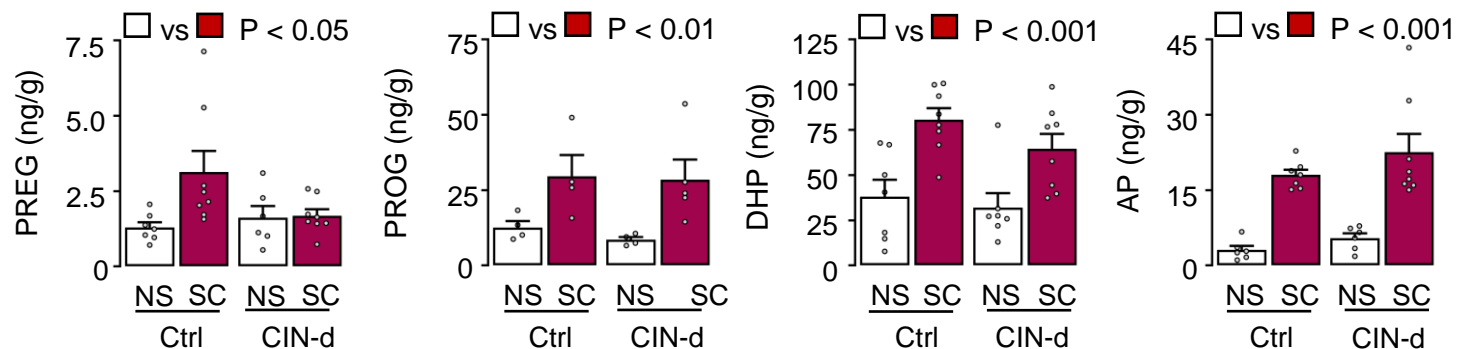 vs P < 0.05
PREG (ng/g)
7.5
5.0
2.5
0
NS SC NS SC
Ctrl CIN-d
vs P < 0.01
PROG (ng/g)
75
50
25
0
NS SC NS SC
Ctrl CIN-d
vs P < 0.001
DHP (ng/g)
125
100
75
50
25
0
NS SC NS SC
Ctrl CIN-d
vs P < 0.001
AP (ng/g)
45
30
15
0
NS SC NS SC
Ctrl CIN-d